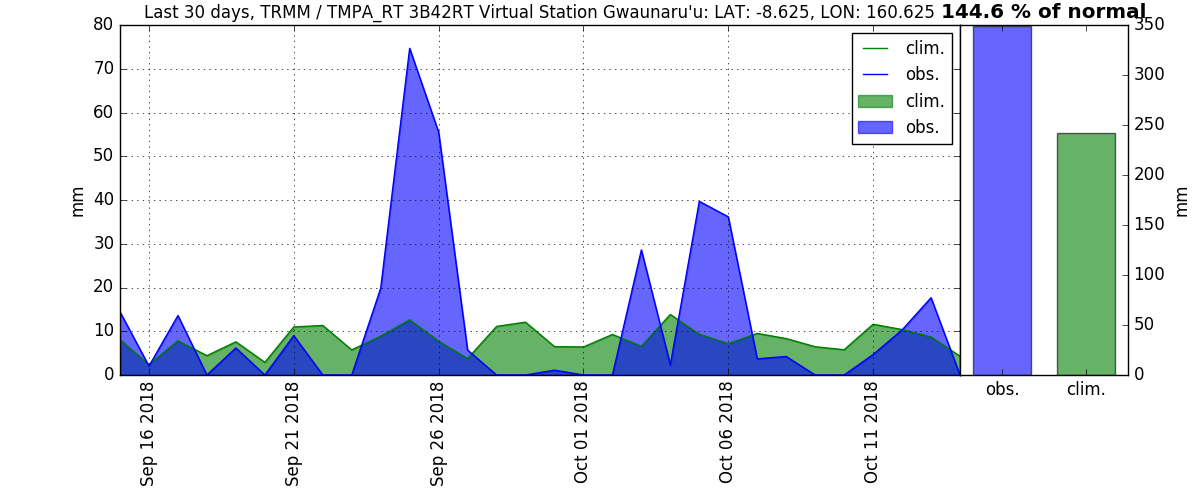 Last 30 days, TRMM / TMPA_RT 3B42RT Virtual Station Gwaunaru'u: LAT: -8.625, LON: 160.625 144.6 % of normal
80
70
60
50
40
30
20
10
0
mm
clim.
obs.
clim.
obs.
350
300
250
200
150
100
50
0
mm
obs.
clim.
Sep 16 2018
Sep 21 2018
Sep 26 2018
Oct 01 2018
Oct 06 2018
Oct 11 2018